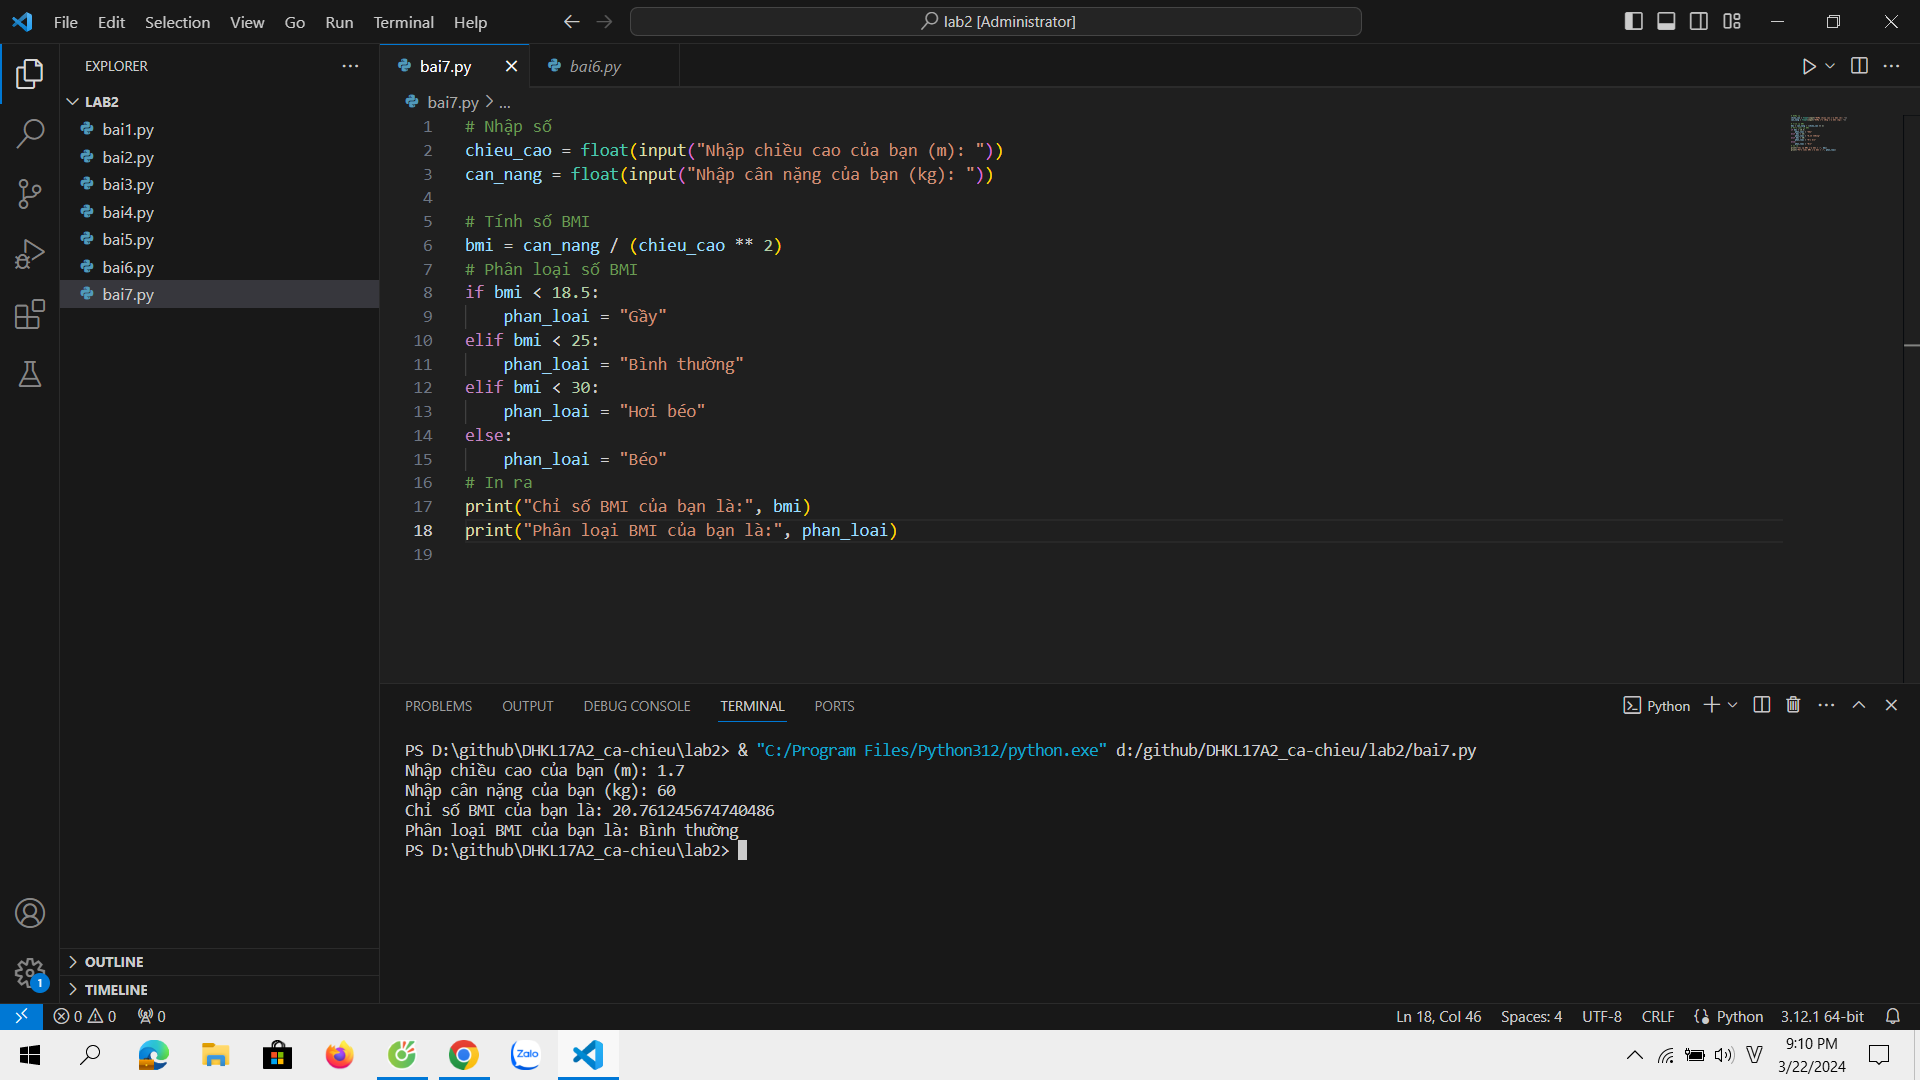 File Edit Selection View Go Run Terminal Help
lab2 [Administrator]
EXPLORER
LAB2
bai1.py
bai2.py
bai3.py
bai4.py
bai5.py
bai6.py
bai7.py
OUTLINE
TIMELINE
bai7.py bai6.py
bai7.py > ...
1 # Nhập số
2 chieu_cao = float(input("Nhập chiều cao của bạn (m): "))
3 can_nang = float(input("Nhập cân nặng của bạn (kg): "))
4
5 # Tính số BMI
6 bmi = can_nang / (chieu_cao ** 2)
7 # Phân loại số BMI
8 if bmi < 18.5:
9 phan_loai = "Gầy"
10 elif bmi < 25:
11 phan_loai = "Bình thường"
12 elif bmi < 30:
13 phan_loai = "Hơi béo"
14 else:
15 phan_loai = "Béo"
16 # In ra
17 print("Chỉ số BMI của bạn là:", bmi)
18 print("Phân loại BMI của bạn là:", phan_loai)
19
PROBLEMS OUTPUT DEBUG CONSOLE TERMINAL PORTS
Python
PS D:\github\DHKL17A2_ca-chieu\lab2> & "C:/Program Files/Python312/python.exe" d:/github/DHKL17A2_ca-chieu/lab2/bai7.py
Nhập chiều cao của bạn (m): 1.7
Nhập cân nặng của bạn (kg): 60
Chỉ số BMI của bạn là: 20.761245674740486
Phân loại BMI của bạn là: Bình thường
PS D:\github\DHKL17A2_ca-chieu\lab2>
1
0 0 0
Ln 18, Col 46 Spaces: 4 UTF-8 CRLF Python 3.12.1 64-bit
Zalo
V
9:10 PM
3/22/2024